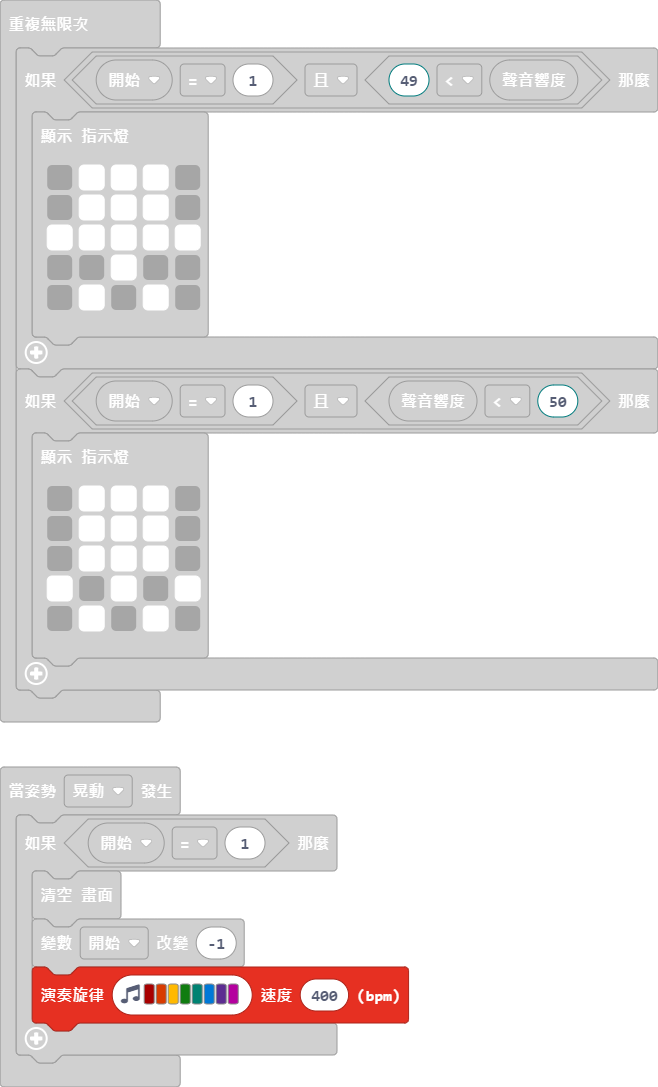 重複無限次
如果 開始 = 1 且 49 < 聲音響度 那麼
顯示 指示燈
如果 開始 = 1 且 聲音響度 < 50 那麼
顯示 指示燈
當姿勢 晃動 發生
如果 開始 = 1 那麼
清空 畫面
變數 開始 改變 -1
演奏旋律 速度 400 (bpm)